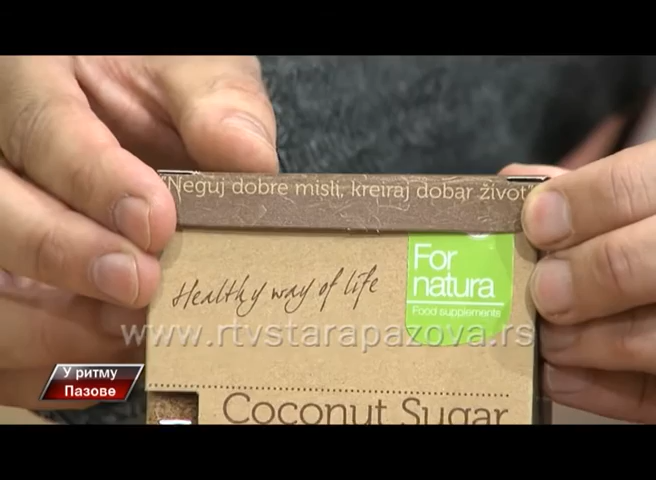 "Neguj dobre misli, kreiraj dobar život"
For
natura
Food supplements
Healthy way of life
www.rtvstarapazova.rs
У ритму
Пазове
Coconut Sugar